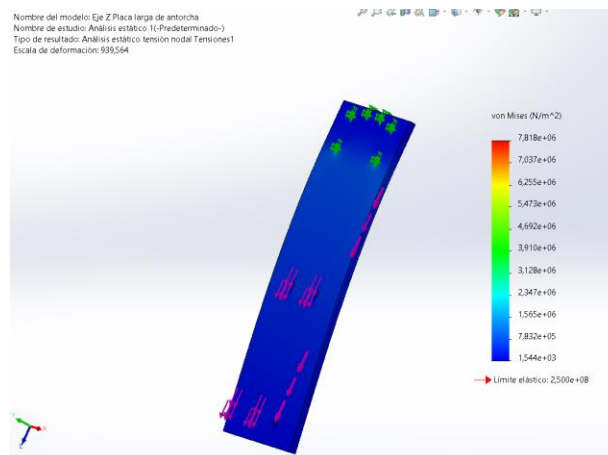 Nombre del modelo: Eje Z Placa larga de antorcha
Nombre de estudio: Análisis estático 1(-Predeterminado-)
Tipo de resultado: Análisis estático tensión nodal Tensiones1
Escala de deformación: 939,564
von Mises (N/m^2)
7,818e+06
7,037e+06
6,255e+06
5,473e+06
4,692e+06
3,910e+06
3,128e+06
2,347e+06
1,565e+06
7,832e+05
1,544e+03
Límite elástico: 2,500e+08